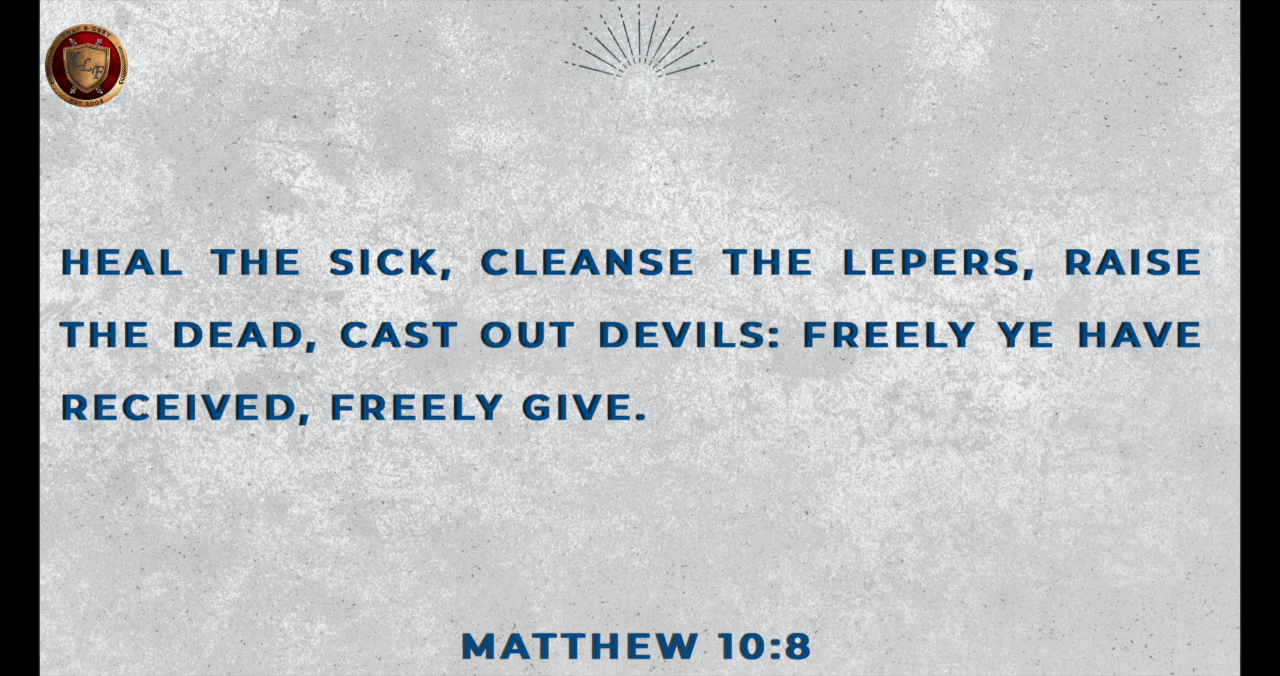 HEAL THE SICK, CLEANSE THE LEPERS, RAISE
THE DEAD, CAST OUT DEVILS: FREELY YE HAVE
RECEIVED, FREELY GIVE.
MATTHEW 10:8